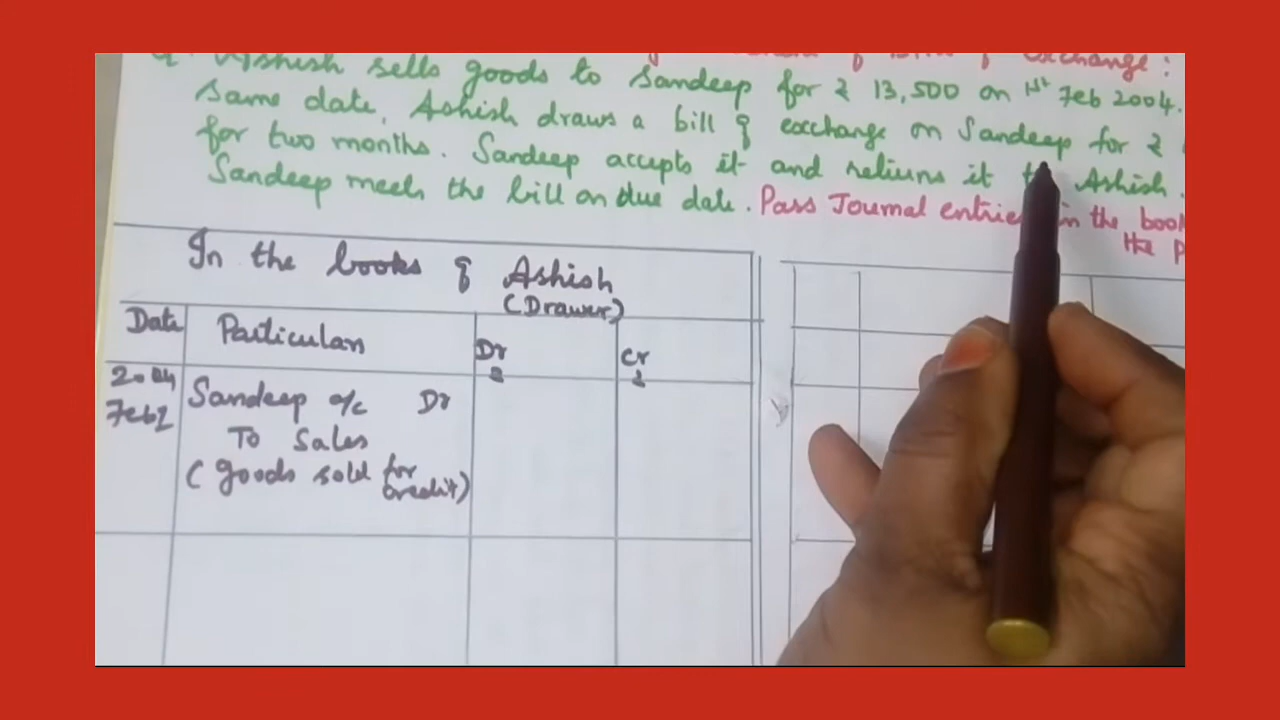 Ashish sells goods to Sandeep for ₹ 13,500 on 1st Feb 2004.
same date, Ashish draws a bill of exchange on Sandeep for ₹
for two months. Sandeep accepts it and returns it Ashish.
Sandeep meets the bill on due date. Pass Journal entries in the book
the P
In the books of Ashish
(Drawer)
Date Particulars Dr ₹ Cr ₹
2004
Feb 1
Sandeep a/c Dr
To Sales
(Goods sold for credit)